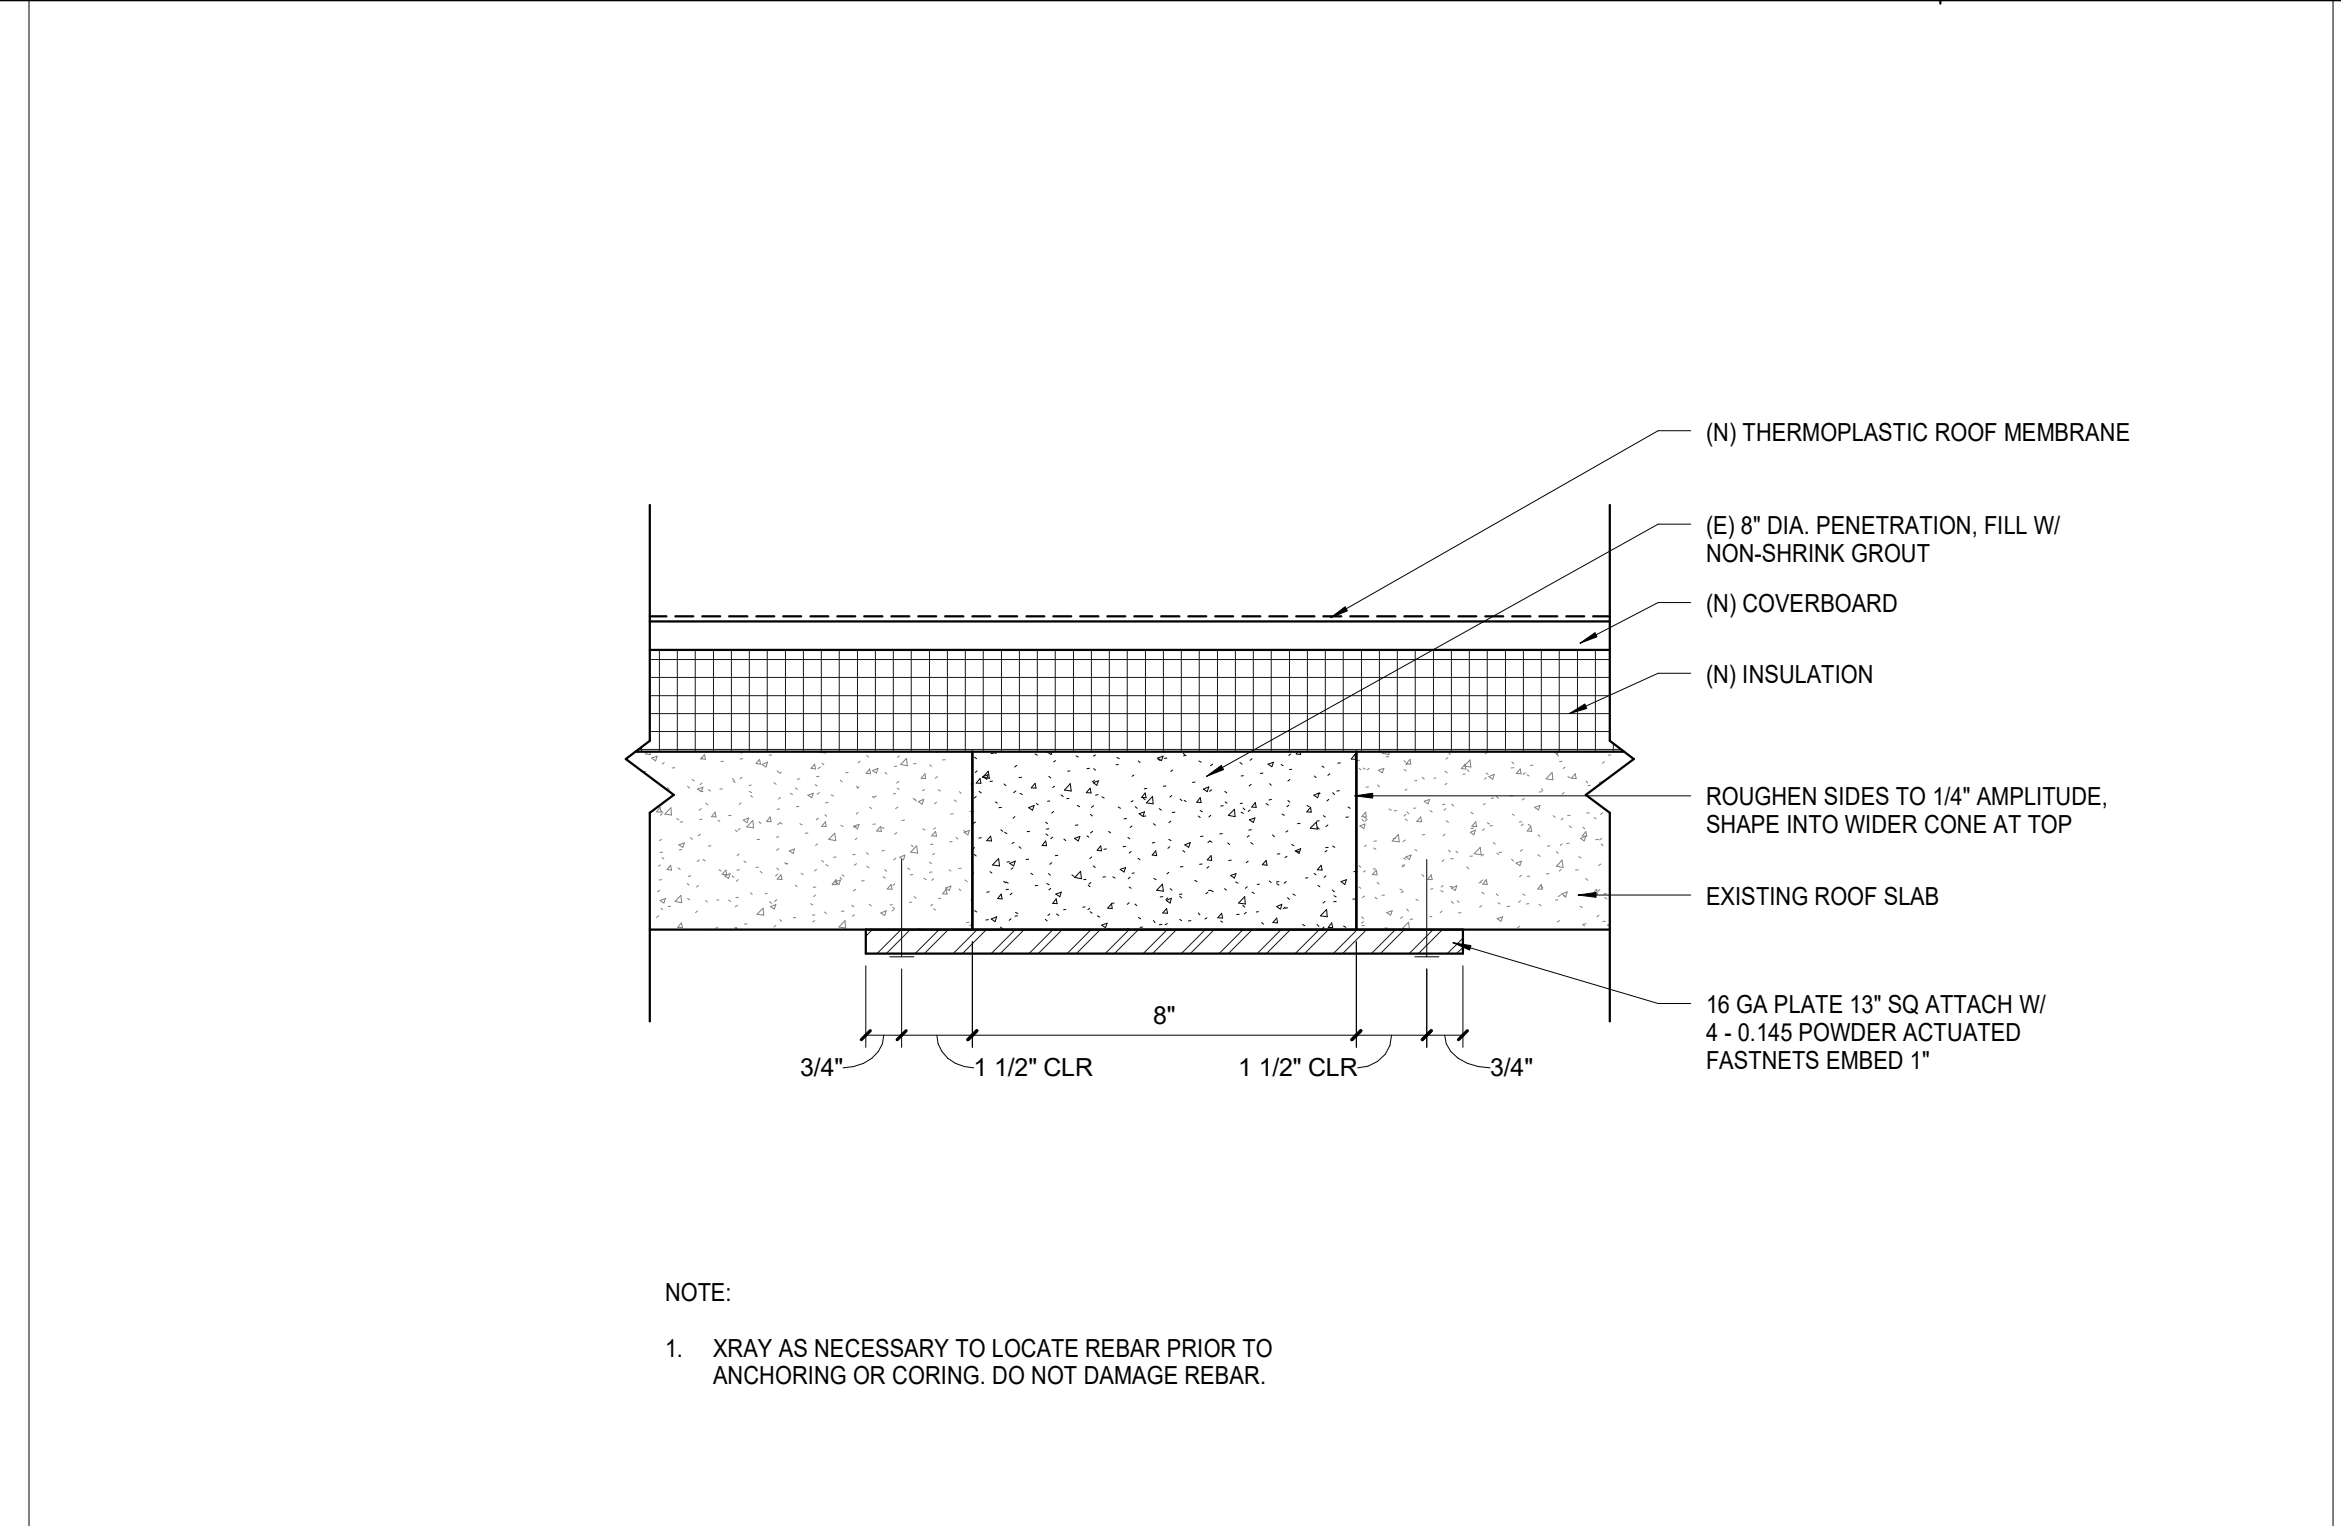 (N) THERMOPLASTIC ROOF MEMBRANE
(E) 8" DIA. PENETRATION, FILL W/
NON-SHRINK GROUT
(N) COVERBOARD
(N) INSULATION
ROUGHEN SIDES TO 1/4" AMPLITUDE,
SHAPE INTO WIDER CONE AT TOP
EXISTING ROOF SLAB
16 GA PLATE 13" SQ ATTACH W/
4 - 0.145 POWDER ACTUATED
FASTNETS EMBED 1"
8"
3/4" 1 1/2" CLR 1 1/2" CLR 3/4"
NOTE:
1. XRAY AS NECESSARY TO LOCATE REBAR PRIOR TO
ANCHORING OR CORING. DO NOT DAMAGE REBAR.